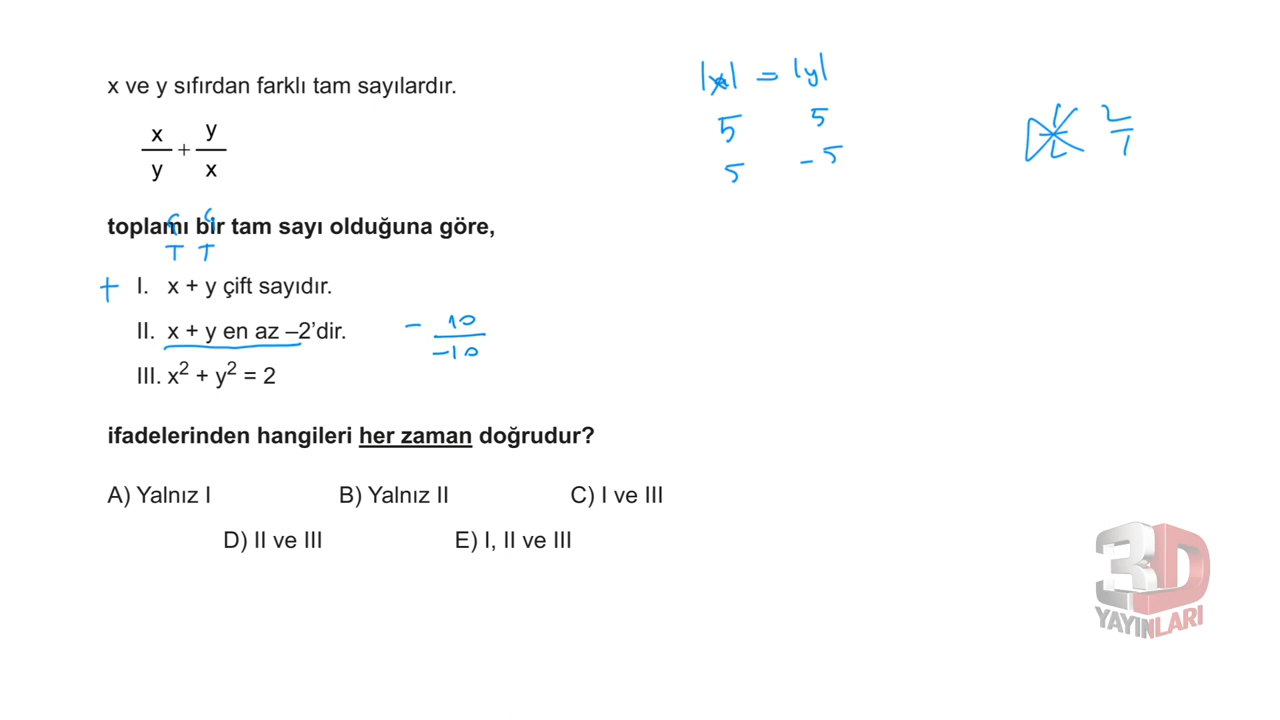 x ve y sıfırdan farklı tam sayılardır.
x/y + y/x
toplamı bir tam sayı olduğuna göre,
Ç Ç
T T
+ I. x + y çift sayıdır.
II. x + y en az –2'dir.
– 10
–10
III. x² + y² = 2
ifadelerinden hangileri her zaman doğrudur?
A) Yalnız I B) Yalnız II C) I ve III
D) II ve III E) I, II ve III
|x| = |y|
5 5
5 –5
2/1
3D
YAYINLARI